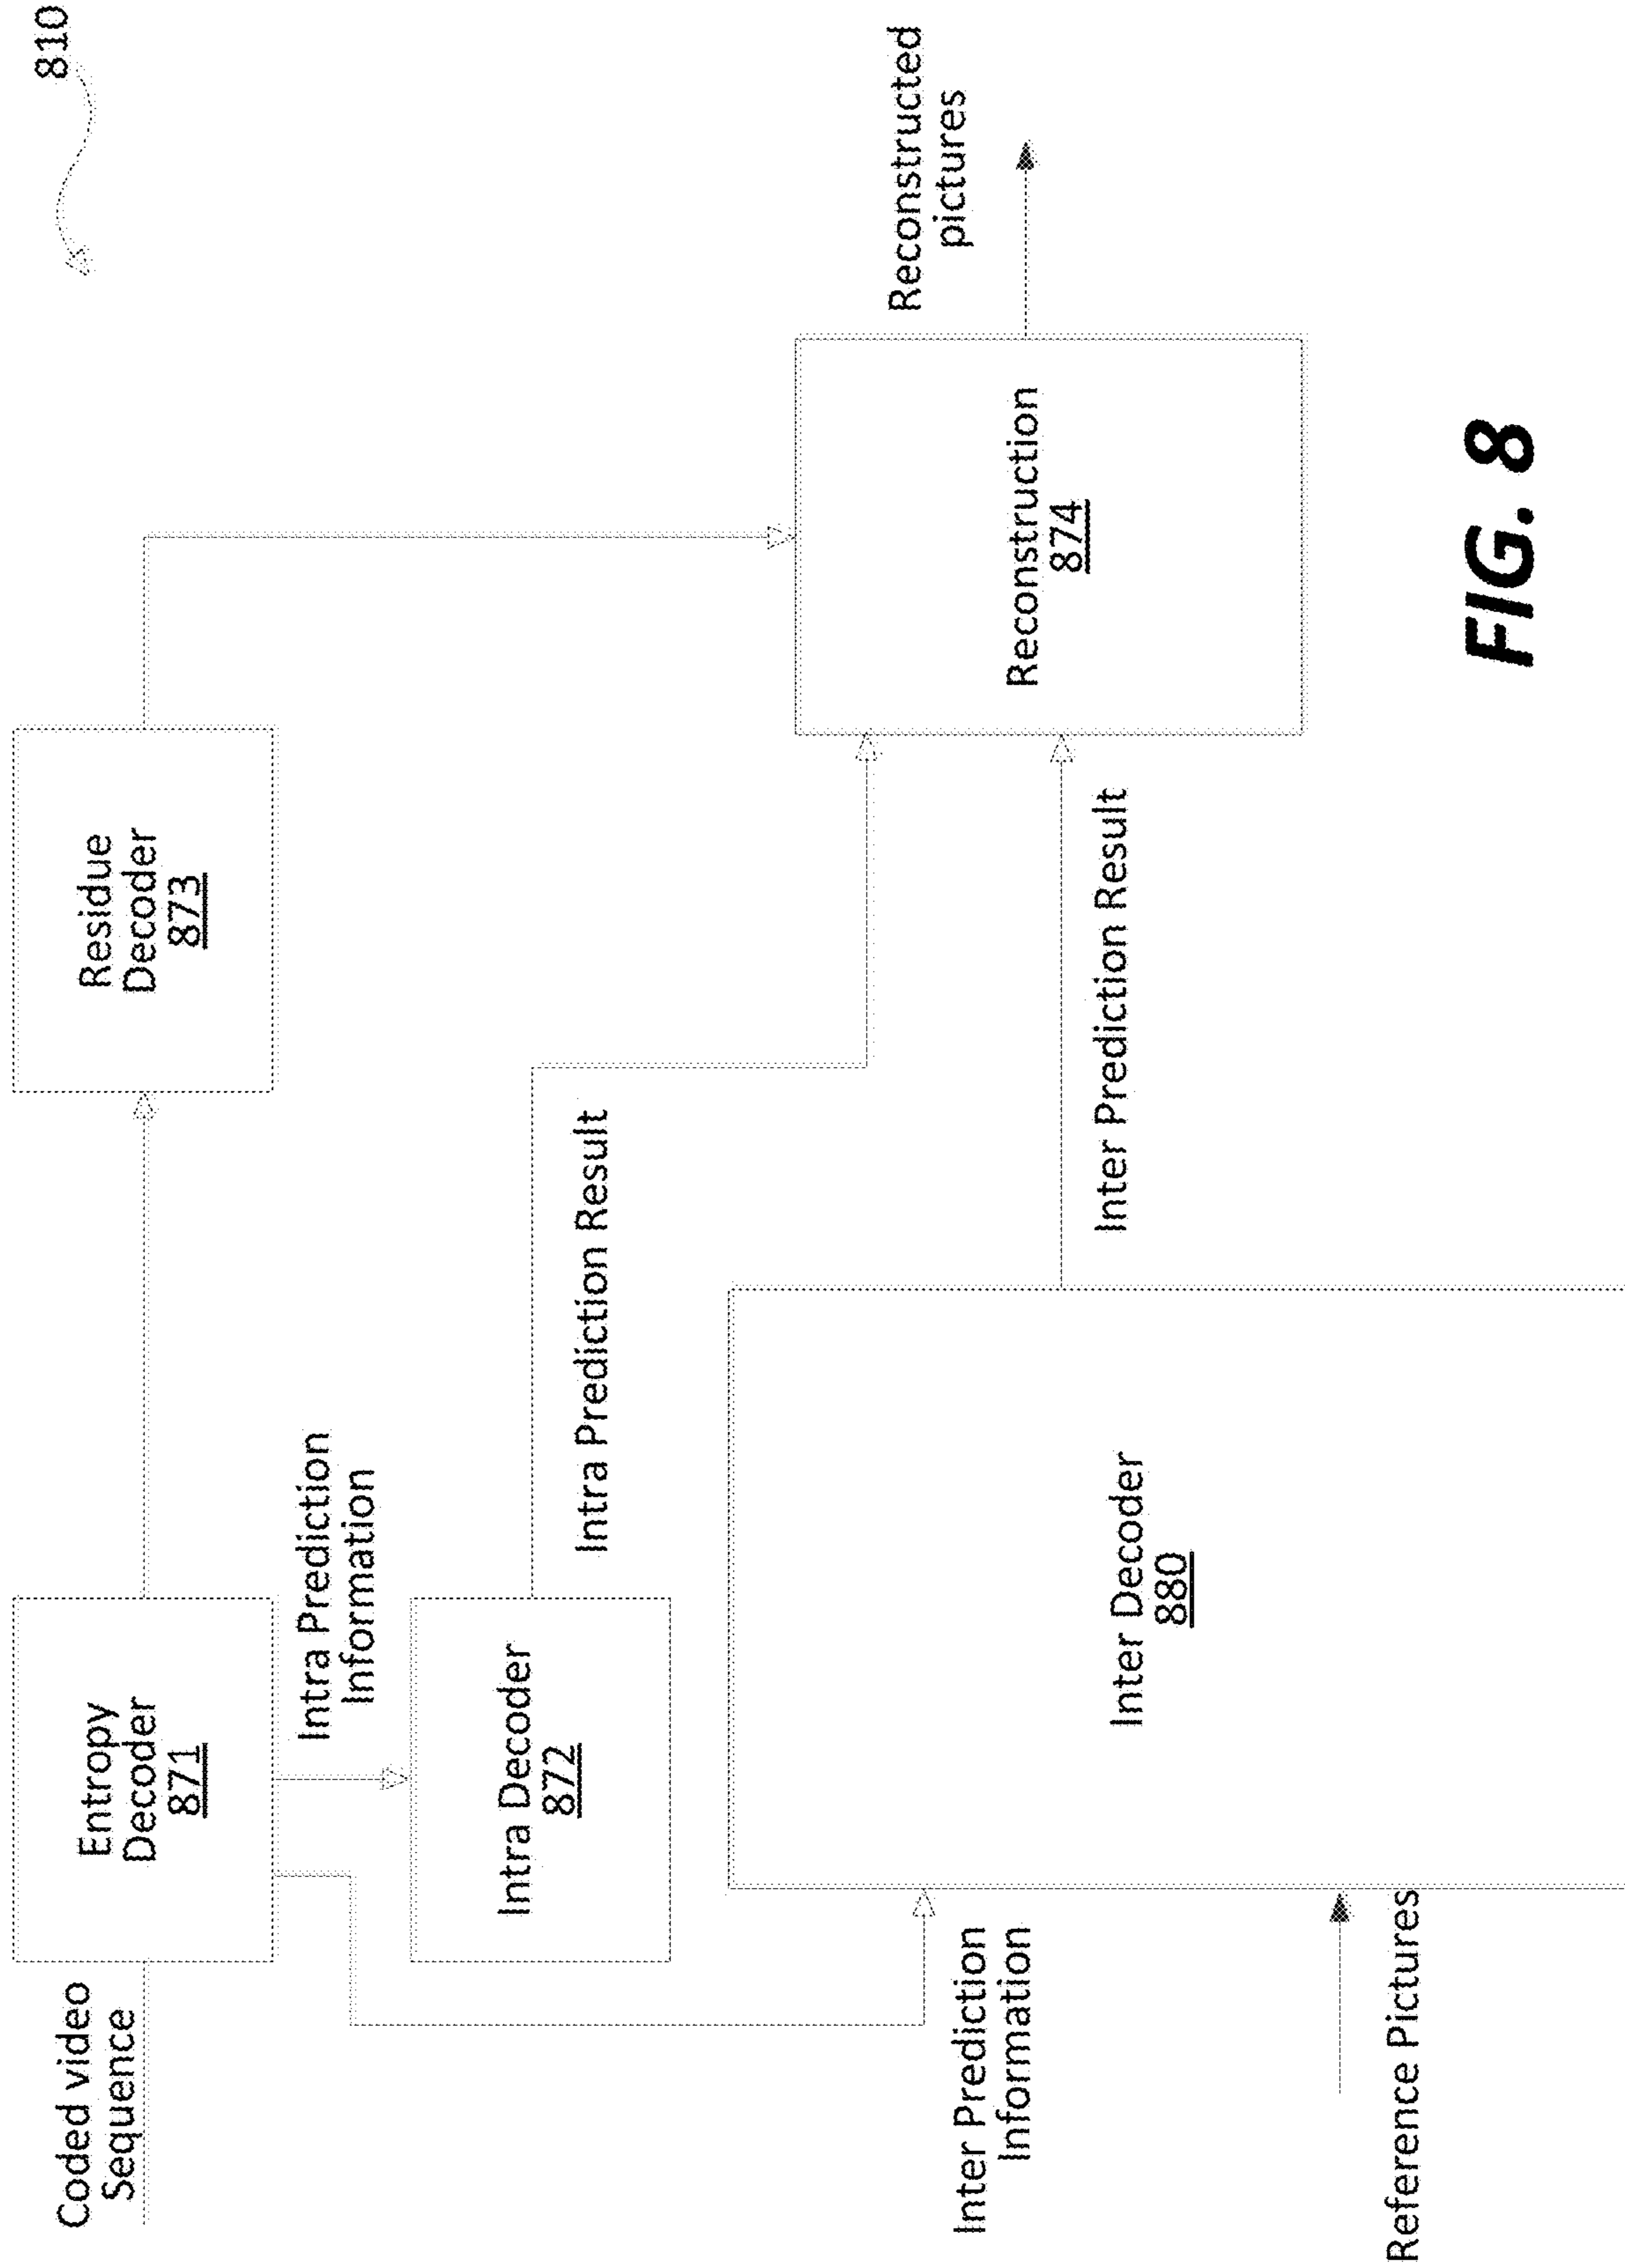 810
Coded video
Sequence
Entropy
Decoder
871
Residue
Decoder
873
Intra Prediction
Information
Intra Decoder
872
Intra Prediction Result
Inter Prediction
Information
Inter Decoder
880
Inter Prediction Result
Reference Pictures
Reconstruction
874
Reconstructed
pictures
FIG. 8